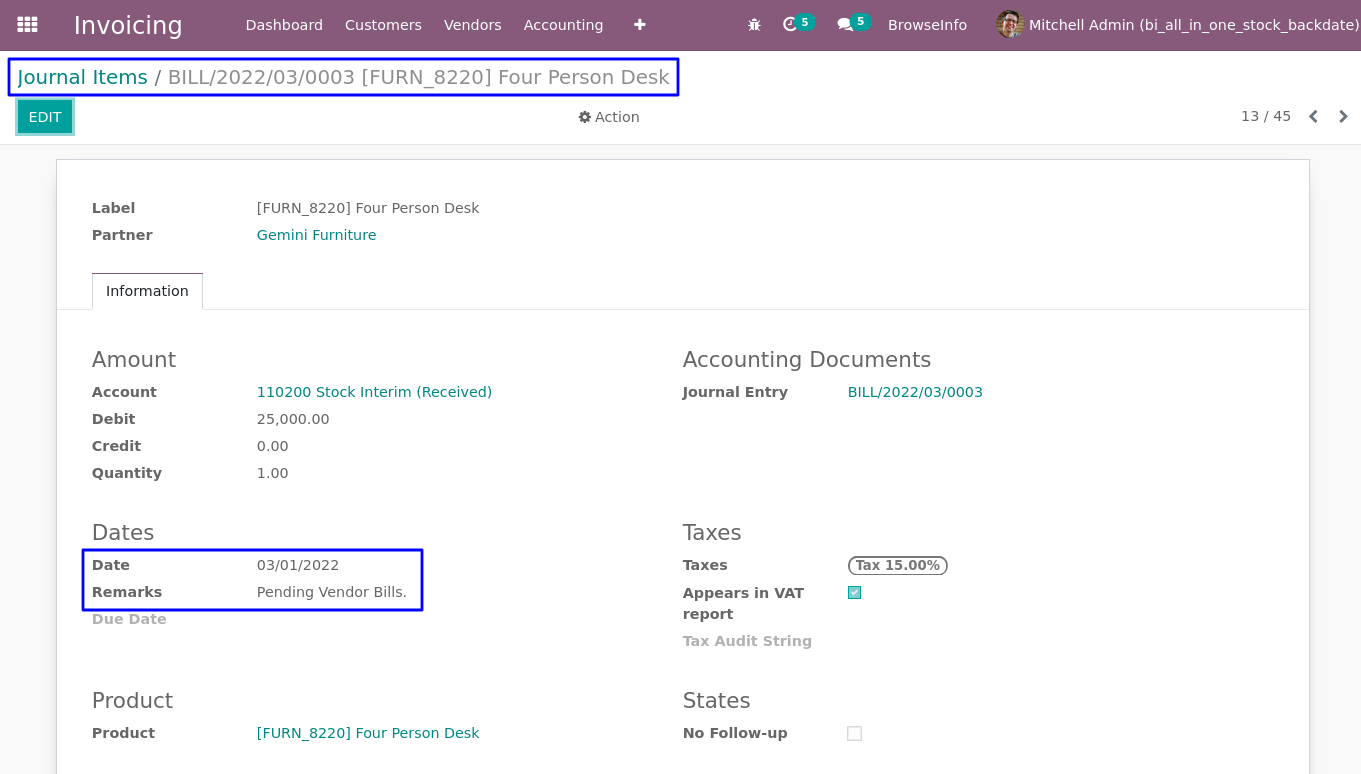 Invoicing Dashboard Customers Vendors Accounting 5 5 BrowseInfo Mitchell Admin (bi_all_in_one_stock_backdate)
Journal Items / BILL/2022/03/0003 [FURN_8220] Four Person Desk
EDIT Action 13 / 45
Label [FURN_8220] Four Person Desk
Partner Gemini Furniture
Information
Amount
Account 110200 Stock Interim (Received)
Debit 25,000.00
Credit 0.00
Quantity 1.00
Accounting Documents
Journal Entry BILL/2022/03/0003
Dates
Date 03/01/2022
Remarks Pending Vendor Bills.
Due Date
Taxes
Taxes Tax 15.00%
Appears in VAT
report
Tax Audit String
Product
Product [FURN_8220] Four Person Desk
States
No Follow-up